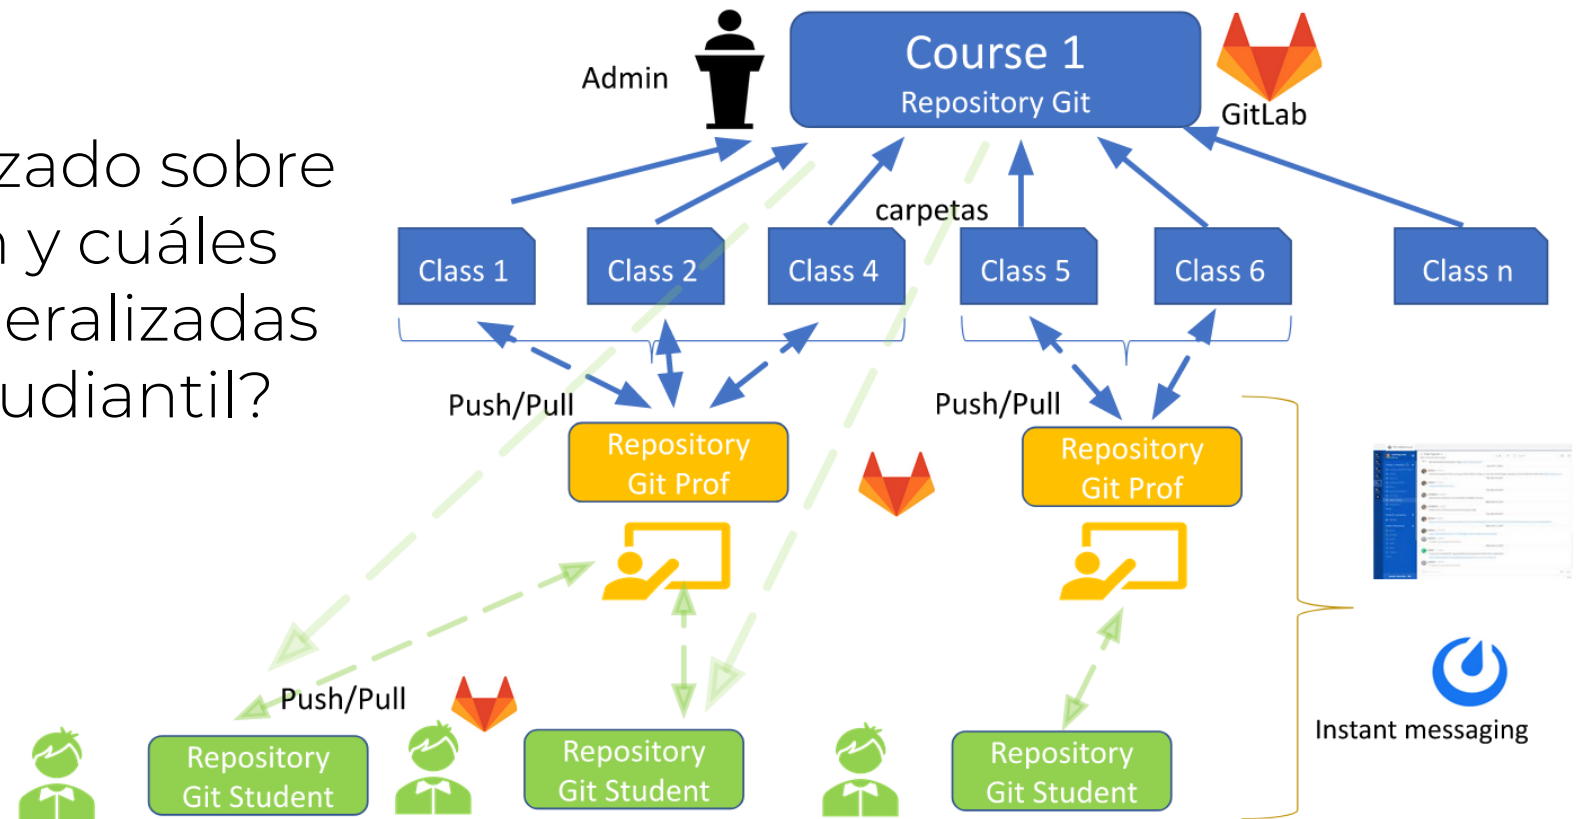 Admin
Course 1
Repository Git
GitLab
zado sobre
n y cuáles
eralizadas
udiantil?
carpetas
Class 1
Class 2
Class 4
Class 5
Class 6
Class n
Push/Pull
Push/Pull
Repository
Git Prof
Repository
Git Prof
Push/Pull
Instant messaging
Repository
Git Student
Repository
Git Student
Repository
Git Student